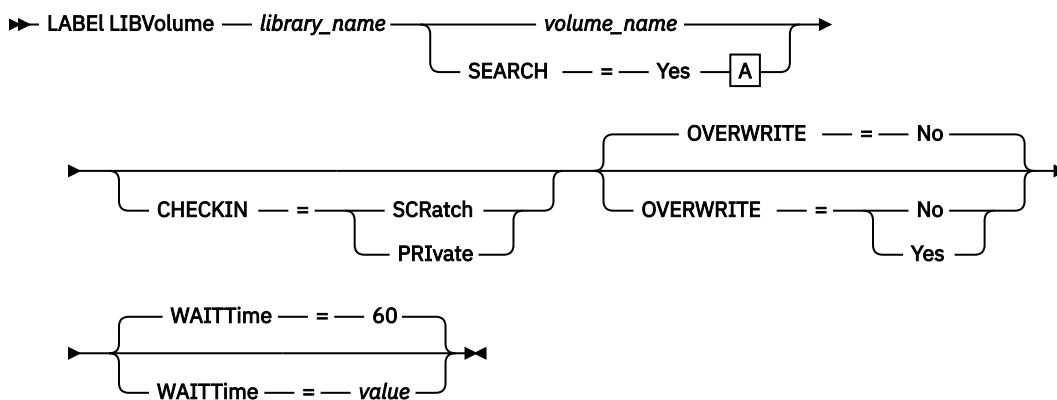 LABEl LIBVolume library_name volume_name
SEARCH = Yes A
OVERWRITE = No
CHECKIN = SCRatch OVERWRITE = No
PRIvate Yes
WAITTime = 60
WAITTime = value